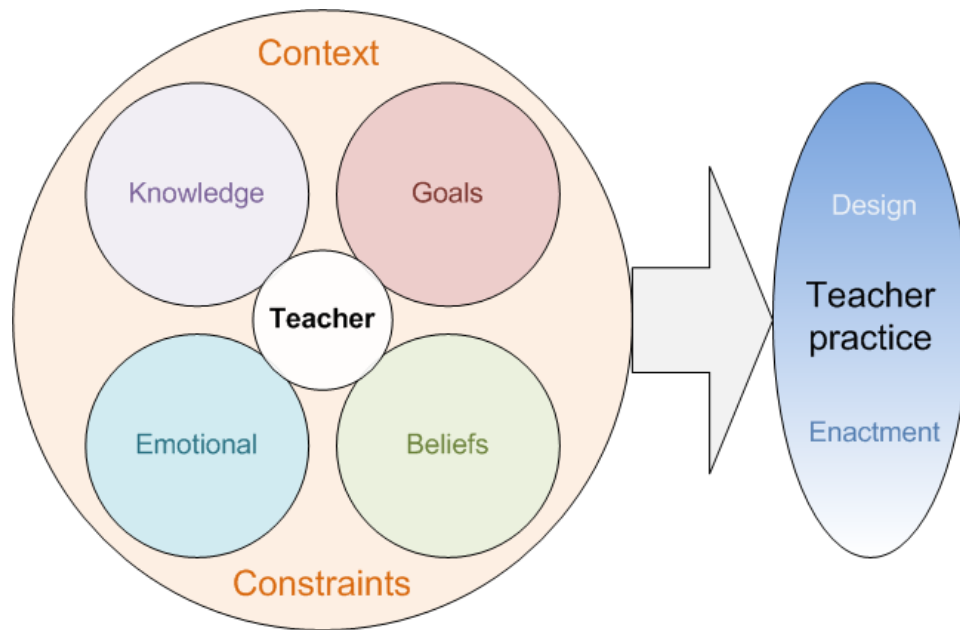 Context
Knowledge
Goals
Teacher
Emotional
Beliefs
Constraints
Design
Teacher
practice
Enactment